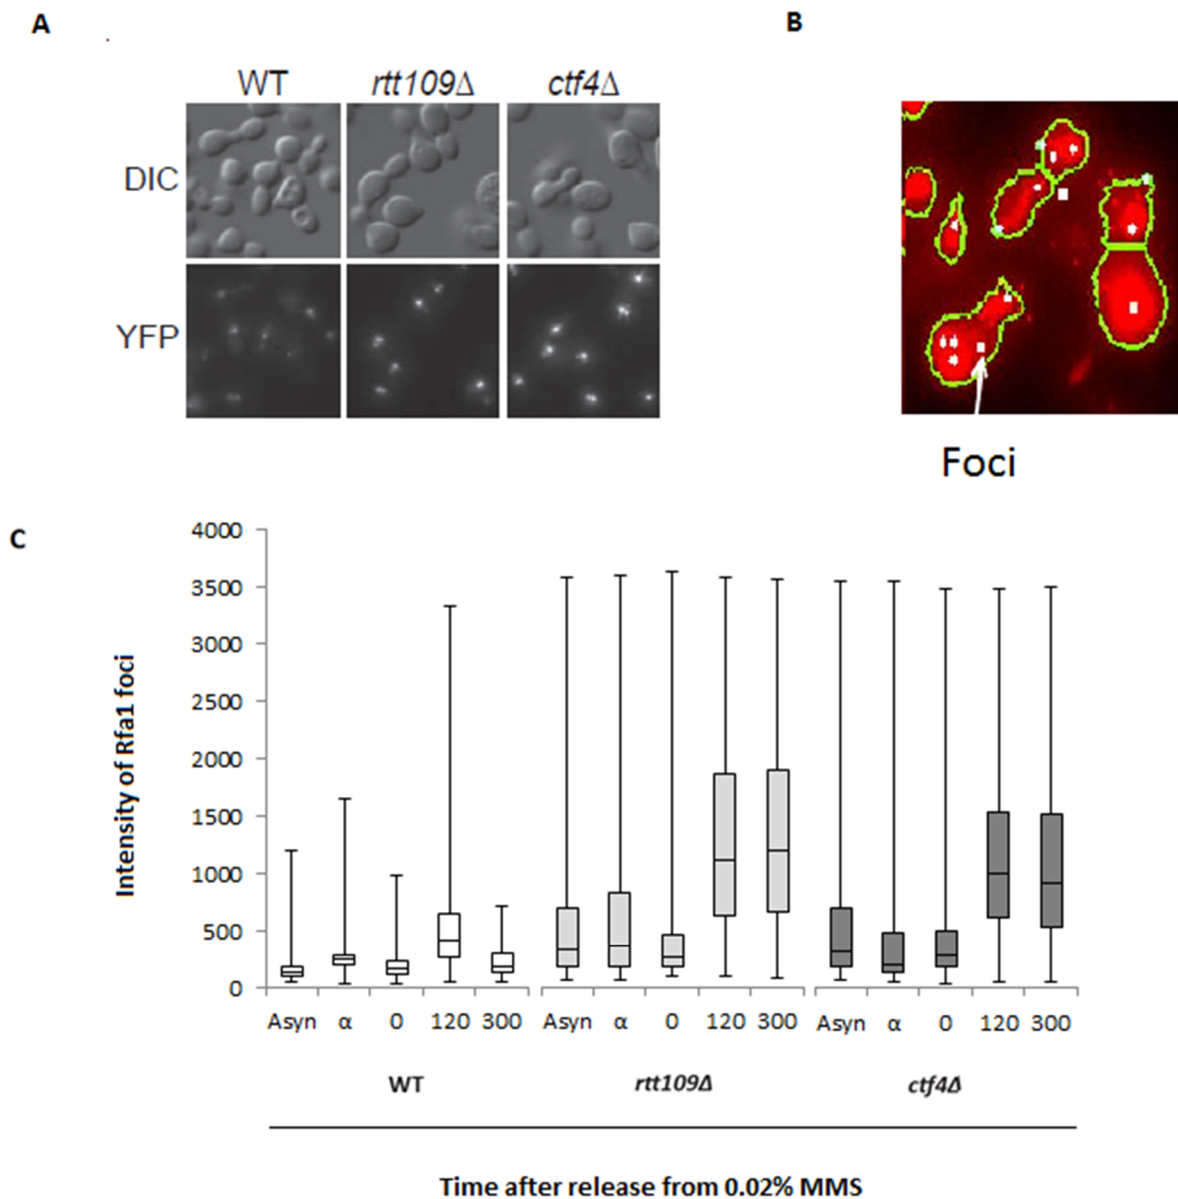 A
B
WT rtt109Δ ctf4Δ
DIC
YFP
Foci
C
4000
3500
3000
2500
2000
1500
1000
500
0
Intensity of Rfa1 foci
Asyn α 0 120 300 Asyn α 0 120 300 Asyn α 0 120 300
WT rtt109Δ ctf4Δ
Time after release from 0.02% MMS